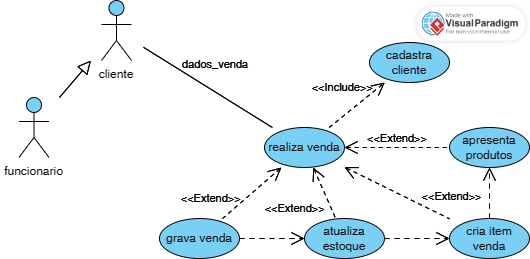 Made with
Visual Paradigm
For non-commercial use
cliente
dados_venda
cadastra
cliente
<<Include>>
funcionario
realiza venda
<<Extend>>
apresenta
produtos
<<Extend>>
<<Extend>>
<<Extend>>
grava venda
atualiza
estoque
cria item
venda